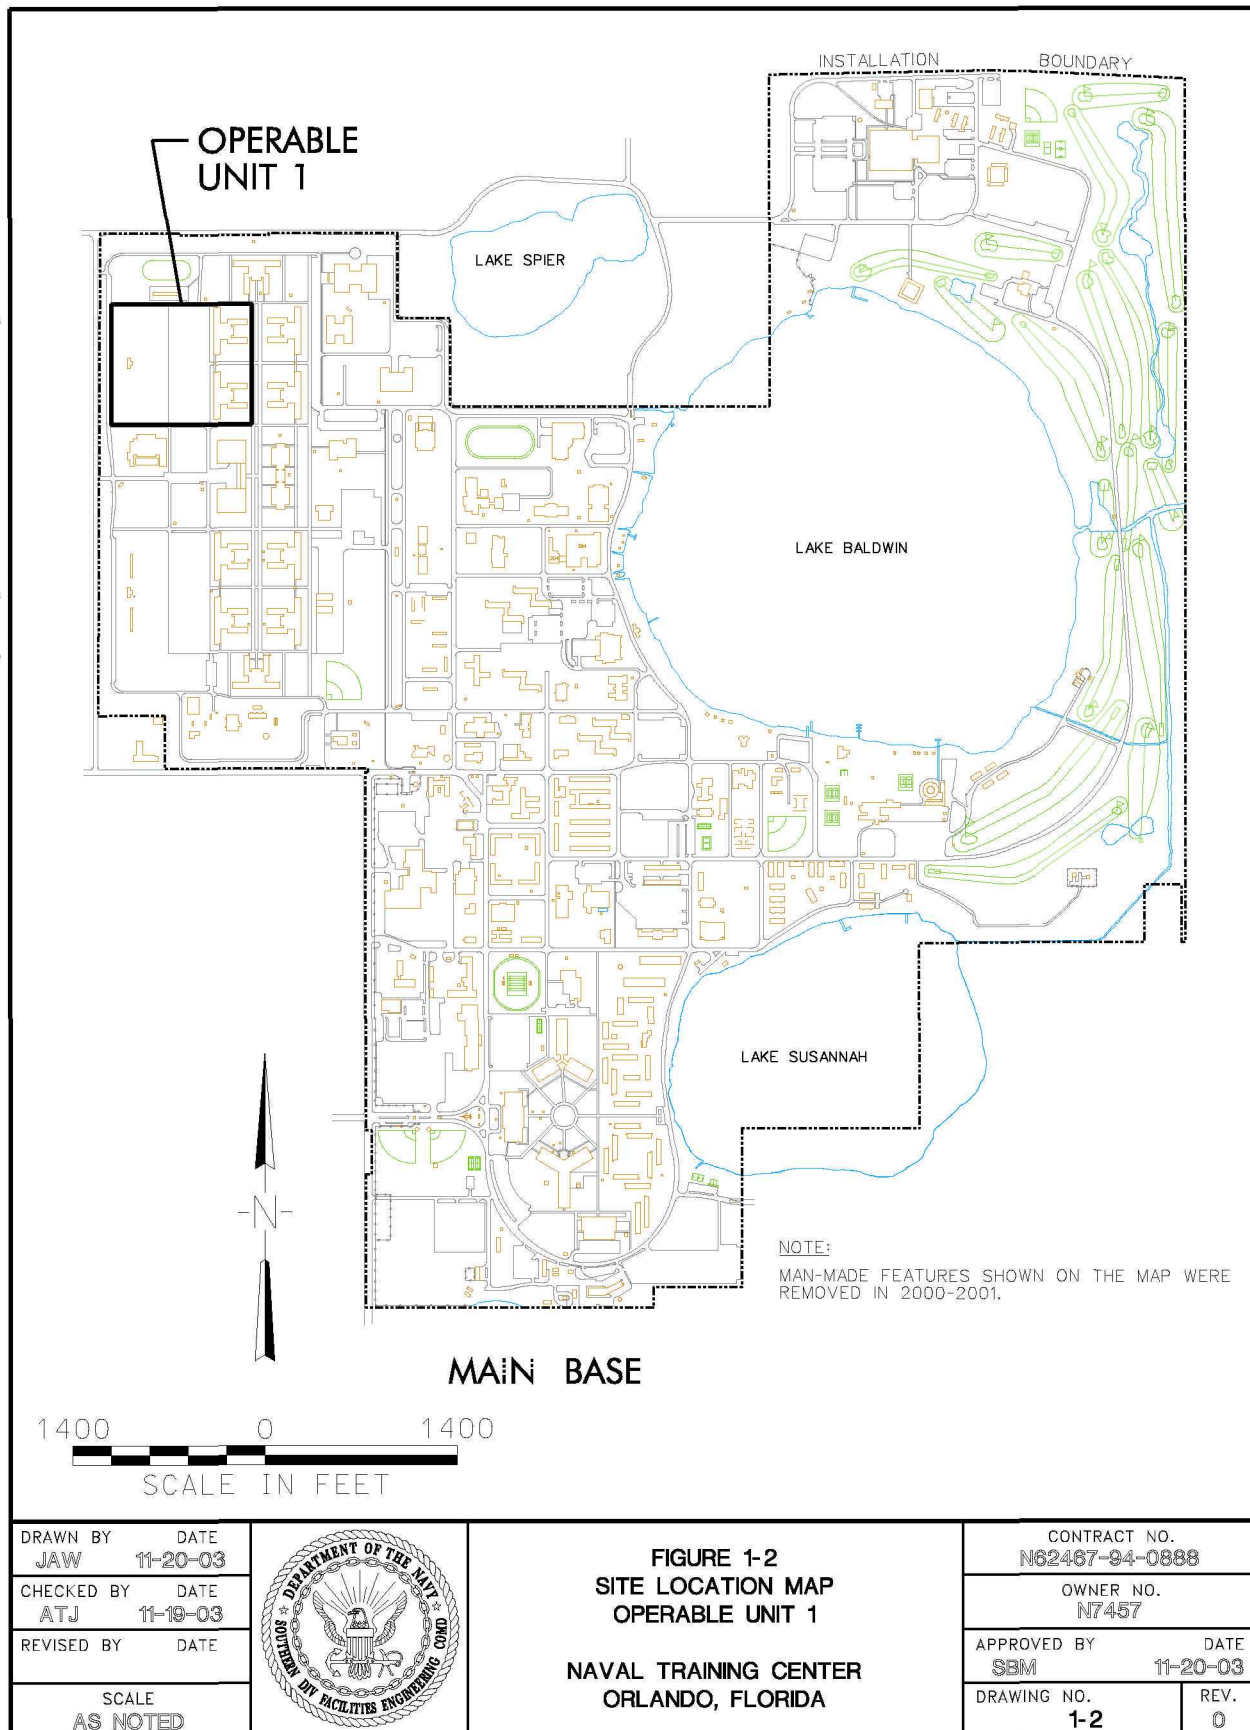 INSTALLATION BOUNDARY
OPERABLE
UNIT 1
LAKE SPIER
LAKE BALDWIN
LAKE SUSANNAH
-N-
NOTE:
MAN-MADE FEATURES SHOWN ON THE MAP WERE
REMOVED IN 2000-2001.
MAIN BASE
1400 0 1400
SCALE IN FEET
DRAWN BY DATE
JAW 11-20-03
CHECKED BY DATE
ATJ 11-19-03
REVISED BY DATE
SCALE
AS NOTED
DEPARTMENT OF THE NAVY
SOUTHERN DIV FACILITIES ENGINEERING COMD
FIGURE 1-2
SITE LOCATION MAP
OPERABLE UNIT 1
NAVAL TRAINING CENTER
ORLANDO, FLORIDA
CONTRACT NO.
N62467-94-0888
OWNER NO.
N7457
APPROVED BY DATE
SBM 11-20-03
DRAWING NO. REV.
1-2 0